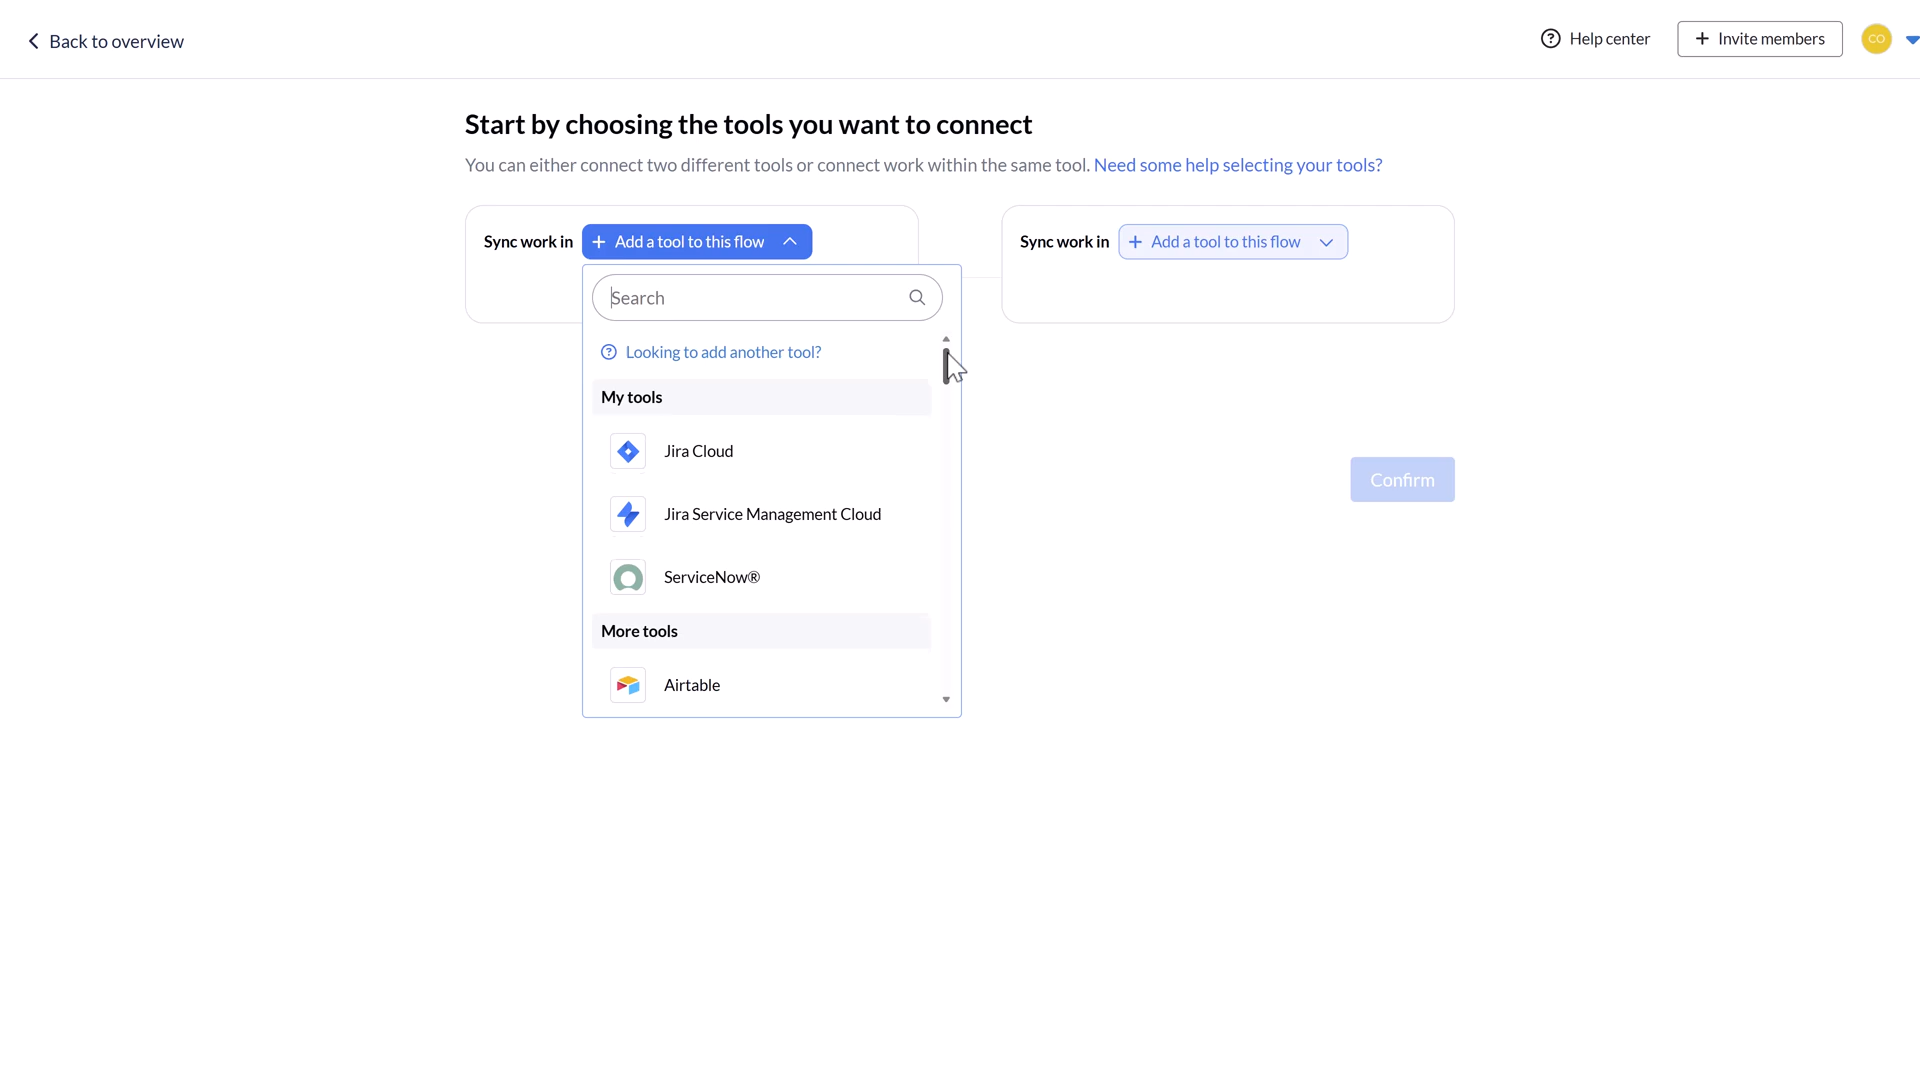 Back to overview
Help center
+ Invite members
CO
Start by choosing the tools you want to connect
You can either connect two different tools or connect work within the same tool. Need some help selecting your tools?
Sync work in + Add a tool to this flow
Sync work in + Add a tool to this flow
Search
Looking to add another tool?
My tools
Jira Cloud
Jira Service Management Cloud
ServiceNow®
More tools
Airtable
Confirm